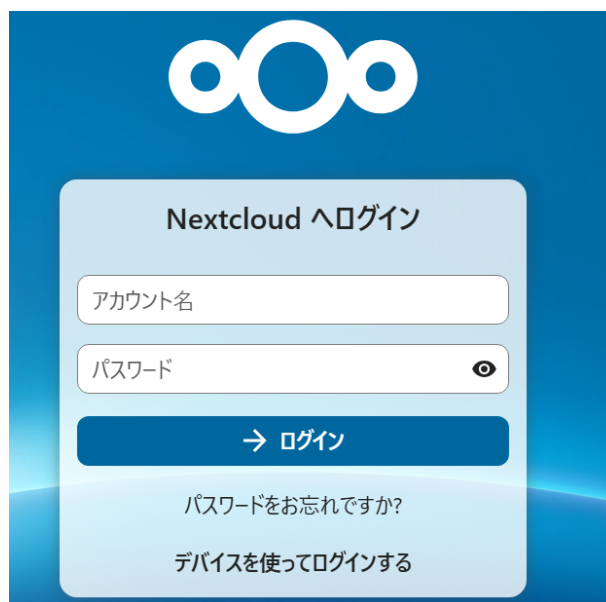 Nextcloud へログイン
アカウント名
パスワード
→ ログイン
パスワードをお忘れですか?
デバイスを使ってログインする